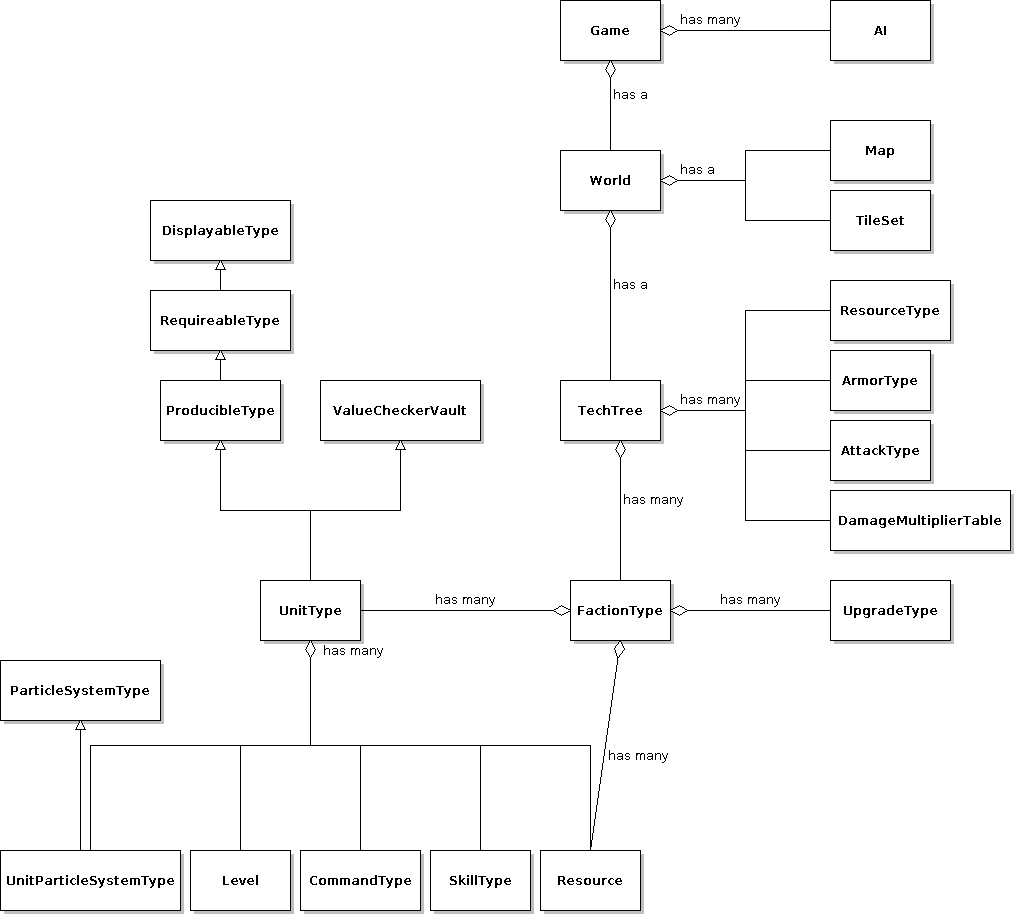 Game
has many
AI
has a
World
has a
Map
TileSet
DisplayableType
has a
RequireableType
ResourceType
ProducibleType
ValueCheckerVault
TechTree
has many
ArmorType
AttackType
has many
DamageMultiplierTable
UnitType
has many
FactionType
has many
UpgradeType
has many
ParticleSystemType
has many
UnitParticleSystemType
Level
CommandType
SkillType
Resource